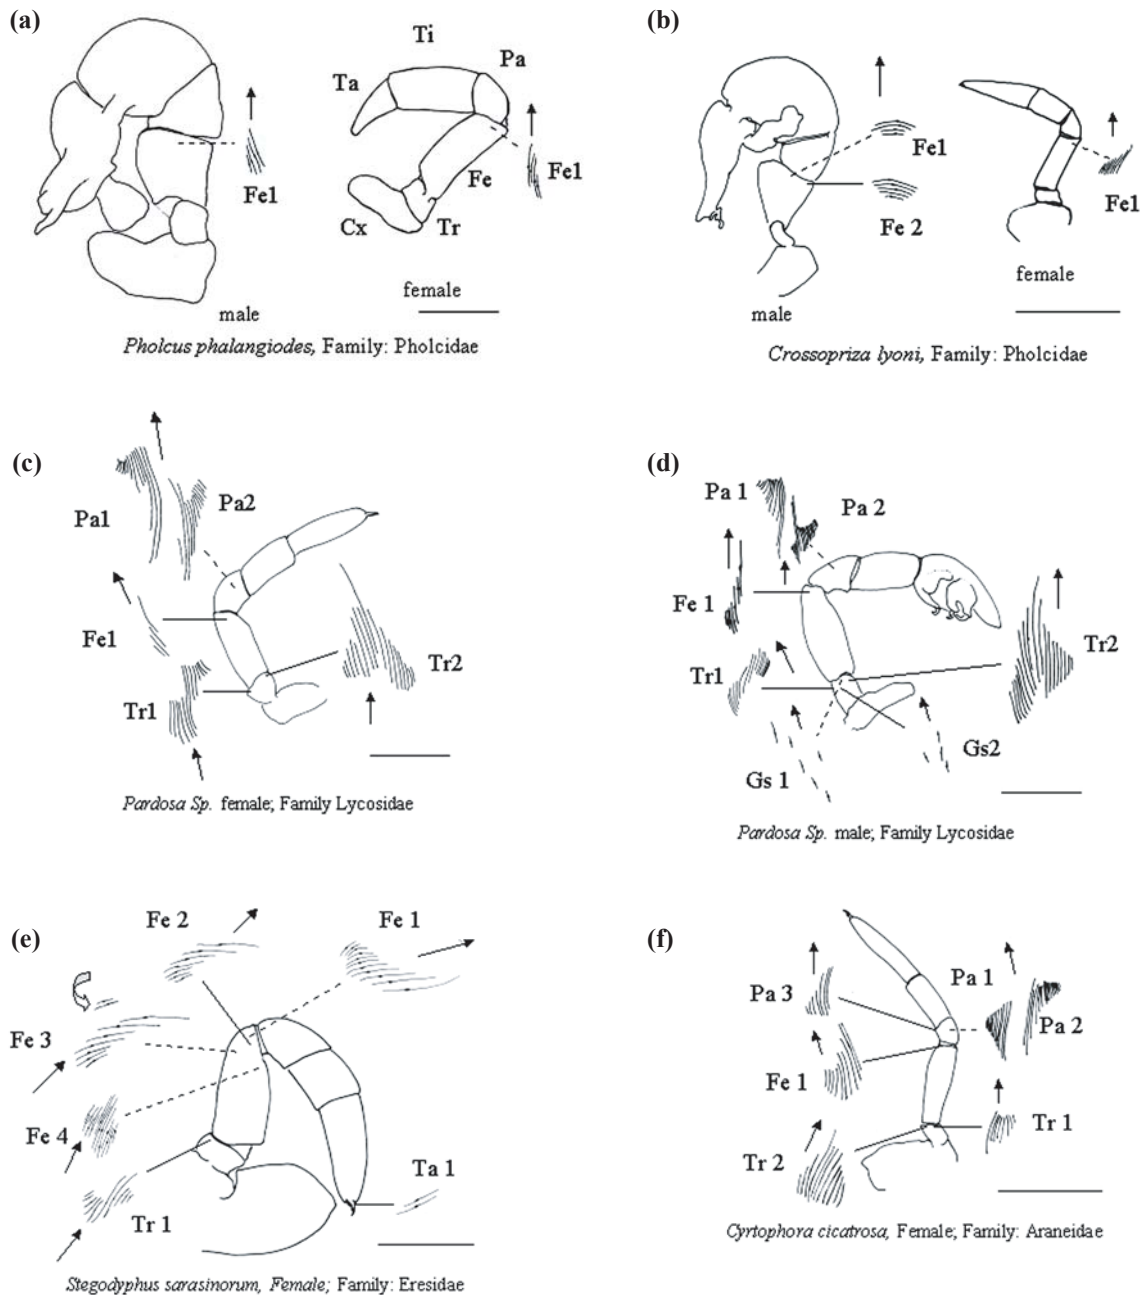 (a)
Ti
Pa
Ta
Fe1
Fe
Fe1
Cx
Tr
male
female
Pholcus phalangiodes, Family: Pholcidae
(b)
Fe1
Fe 2
Fe1
male
female
Crossopriza lyoni, Family: Pholcidae
(c)
Pa1
Pa2
Fe1
Tr1
Tr2
Pardosa Sp. female; Family Lycosidae
(d)
Pa 1
Pa 2
Fe 1
Tr1
Tr2
Gs 1
Gs2
Pardosa Sp. male; Family Lycosidae
(e)
Fe 2
Fe 1
Fe 3
Fe 4
Tr 1
Ta 1
Stegodyphus sarasinorum, Female; Family: Eresidae
(f)
Pa 3
Pa 1
Pa 2
Fe 1
Tr 1
Tr 2
Cyrtophora cicatrosa, Female; Family: Araneidae